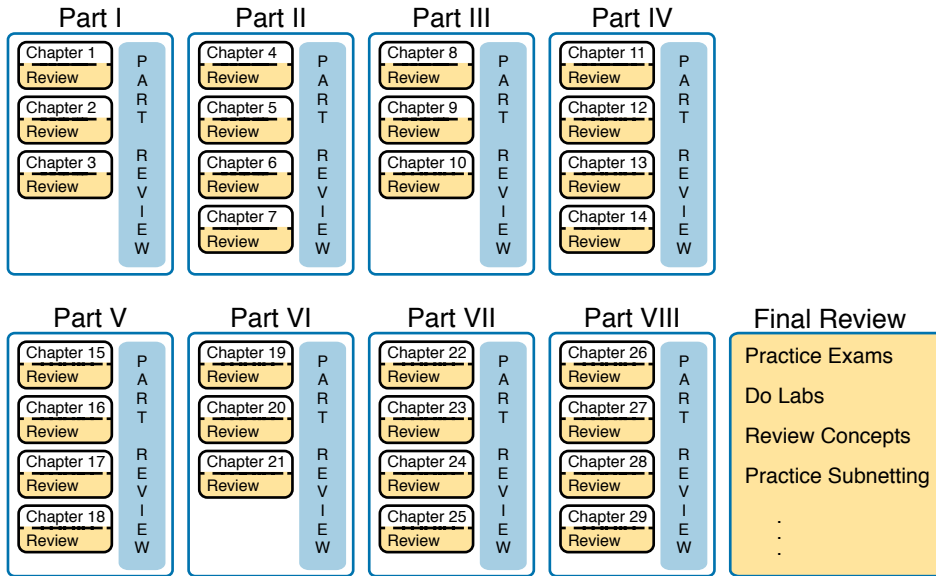 Part I
Chapter 1
Review
Chapter 2
Review
Chapter 3
Review
PART REVIEW
Part II
Chapter 4
Review
Chapter 5
Review
Chapter 6
Review
Chapter 7
Review
PART REVIEW
Part III
Chapter 8
Review
Chapter 9
Review
Chapter 10
Review
PART REVIEW
Part IV
Chapter 11
Review
Chapter 12
Review
Chapter 13
Review
Chapter 14
Review
PART REVIEW
Part V
Chapter 15
Review
Chapter 16
Review
Chapter 17
Review
Chapter 18
Review
PART REVIEW
Part VI
Chapter 19
Review
Chapter 20
Review
Chapter 21
Review
PART REVIEW
Part VII
Chapter 22
Review
Chapter 23
Review
Chapter 24
Review
Chapter 25
Review
PART REVIEW
Part VIII
Chapter 26
Review
Chapter 27
Review
Chapter 28
Review
Chapter 29
Review
PART REVIEW
Final Review
Practice Exams
Do Labs
Review Concepts
Practice Subnetting
.
.
.